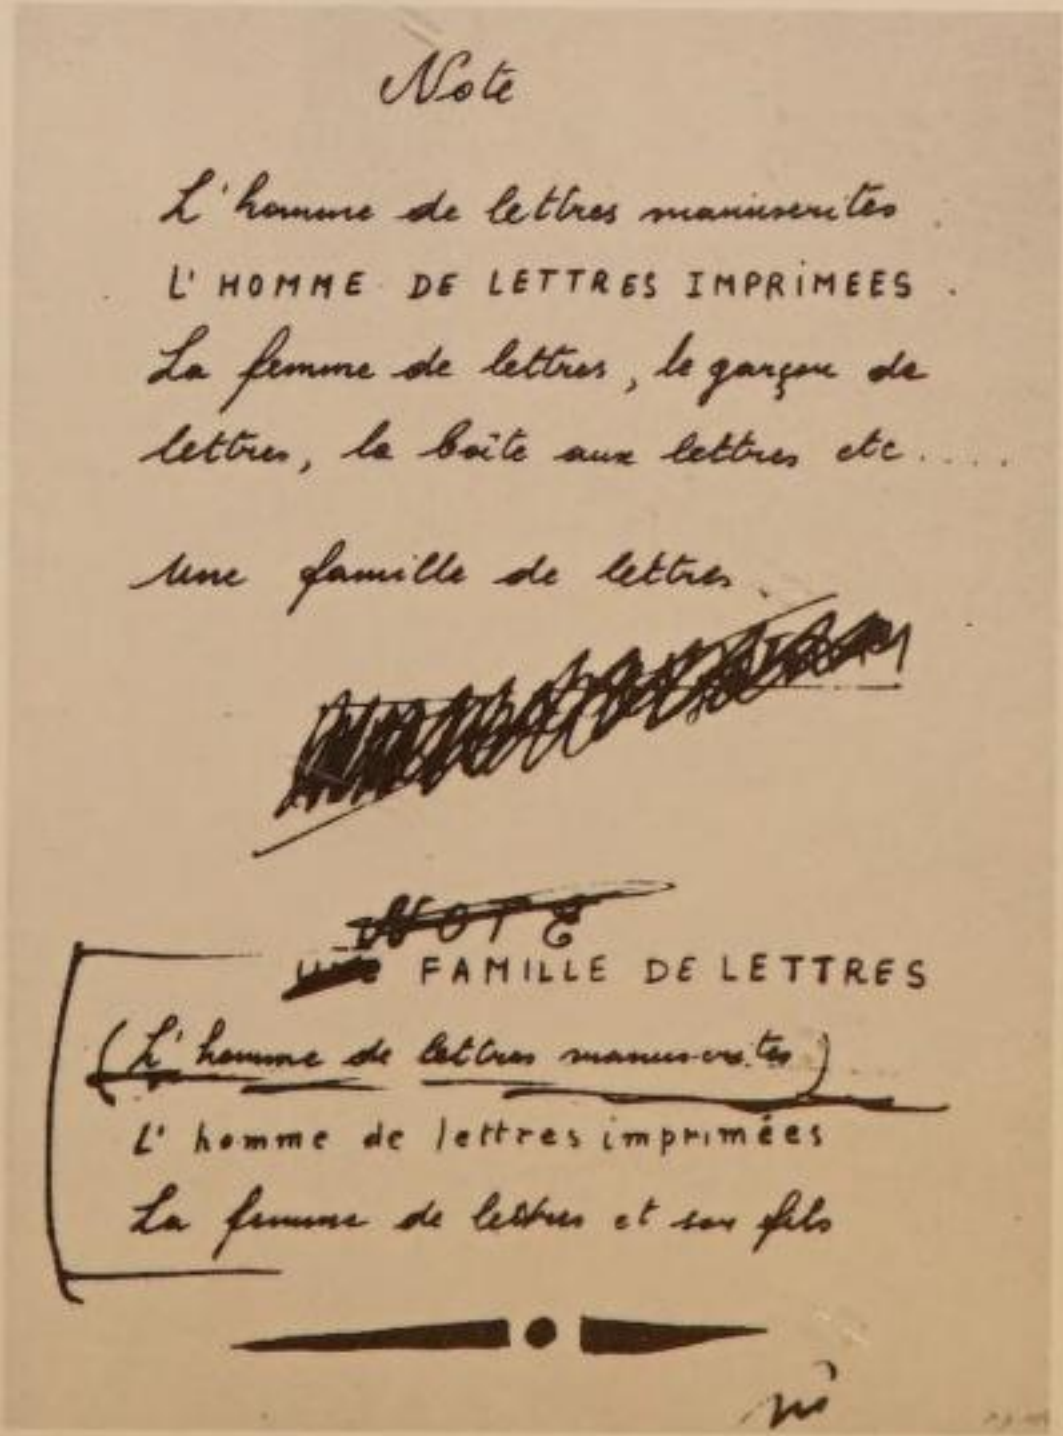 Note
L'homme de lettres manuscrites.
L'HOMME DE LETTRES IMPRIMEES.
La femme de lettres, le garçon de
lettres, la boîte aux lettres etc.....
Une famille de lettres.
NOTE
une FAMILLE DE LETTRES
(L'homme de lettres manuscrites)
L'homme de lettres imprimées
La femme de lettres et son fils